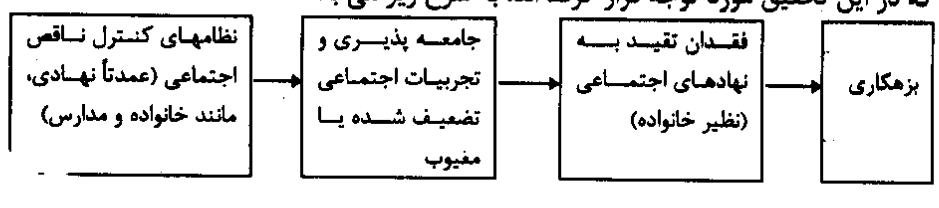 نظامهای کنترل ناقص
اجتماعی (عمدتاً نهادی،
مانند خانواده و مدارس)
جامعه پذیری و
تجربیات اجتماعی
تضعیف شده یا
مغیوب
فقدان تقید به
نهادهای اجتماعی
(نظیر خانواده)
بزهکاری